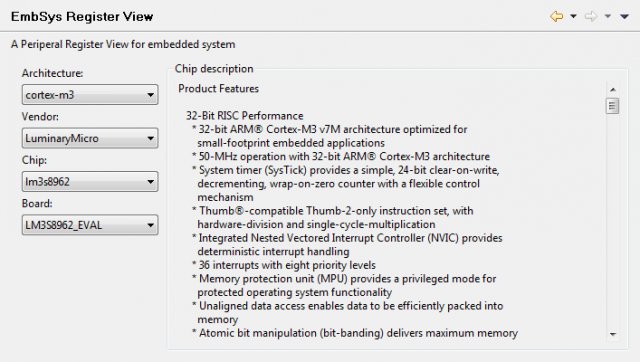 EmbSys Register View
A Periperal Register View for embedded system
Architecture:
cortex-m3
Vendor:
LuminaryMicro
Chip:
lm3s8962
Board:
LM3S8962_EVAL
Chip description
Product Features
32-Bit RISC Performance
* 32-bit ARM® Cortex-M3 v7M architecture optimized for
small-footprint embedded applications
* 50-MHz operation with 32-bit ARM® Cortex-M3 architecture
* System timer (SysTick) provides a simple, 24-bit clear-on-write,
decrementing, wrap-on-zero counter with a flexible control
mechanism
* Thumb®-compatible Thumb-2-only instruction set, with
hardware-division and single-cycle-multiplication
* Integrated Nested Vectored Interrupt Controller (NVIC) provides
deterministic interrupt handling
* 36 interrupts with eight priority levels
* Memory protection unit (MPU) provides a privileged mode for
protected operating system functionality
* Unaligned data access enables data to be efficiently packed into
memory
* Atomic bit manipulation (bit-banding) delivers maximum memory